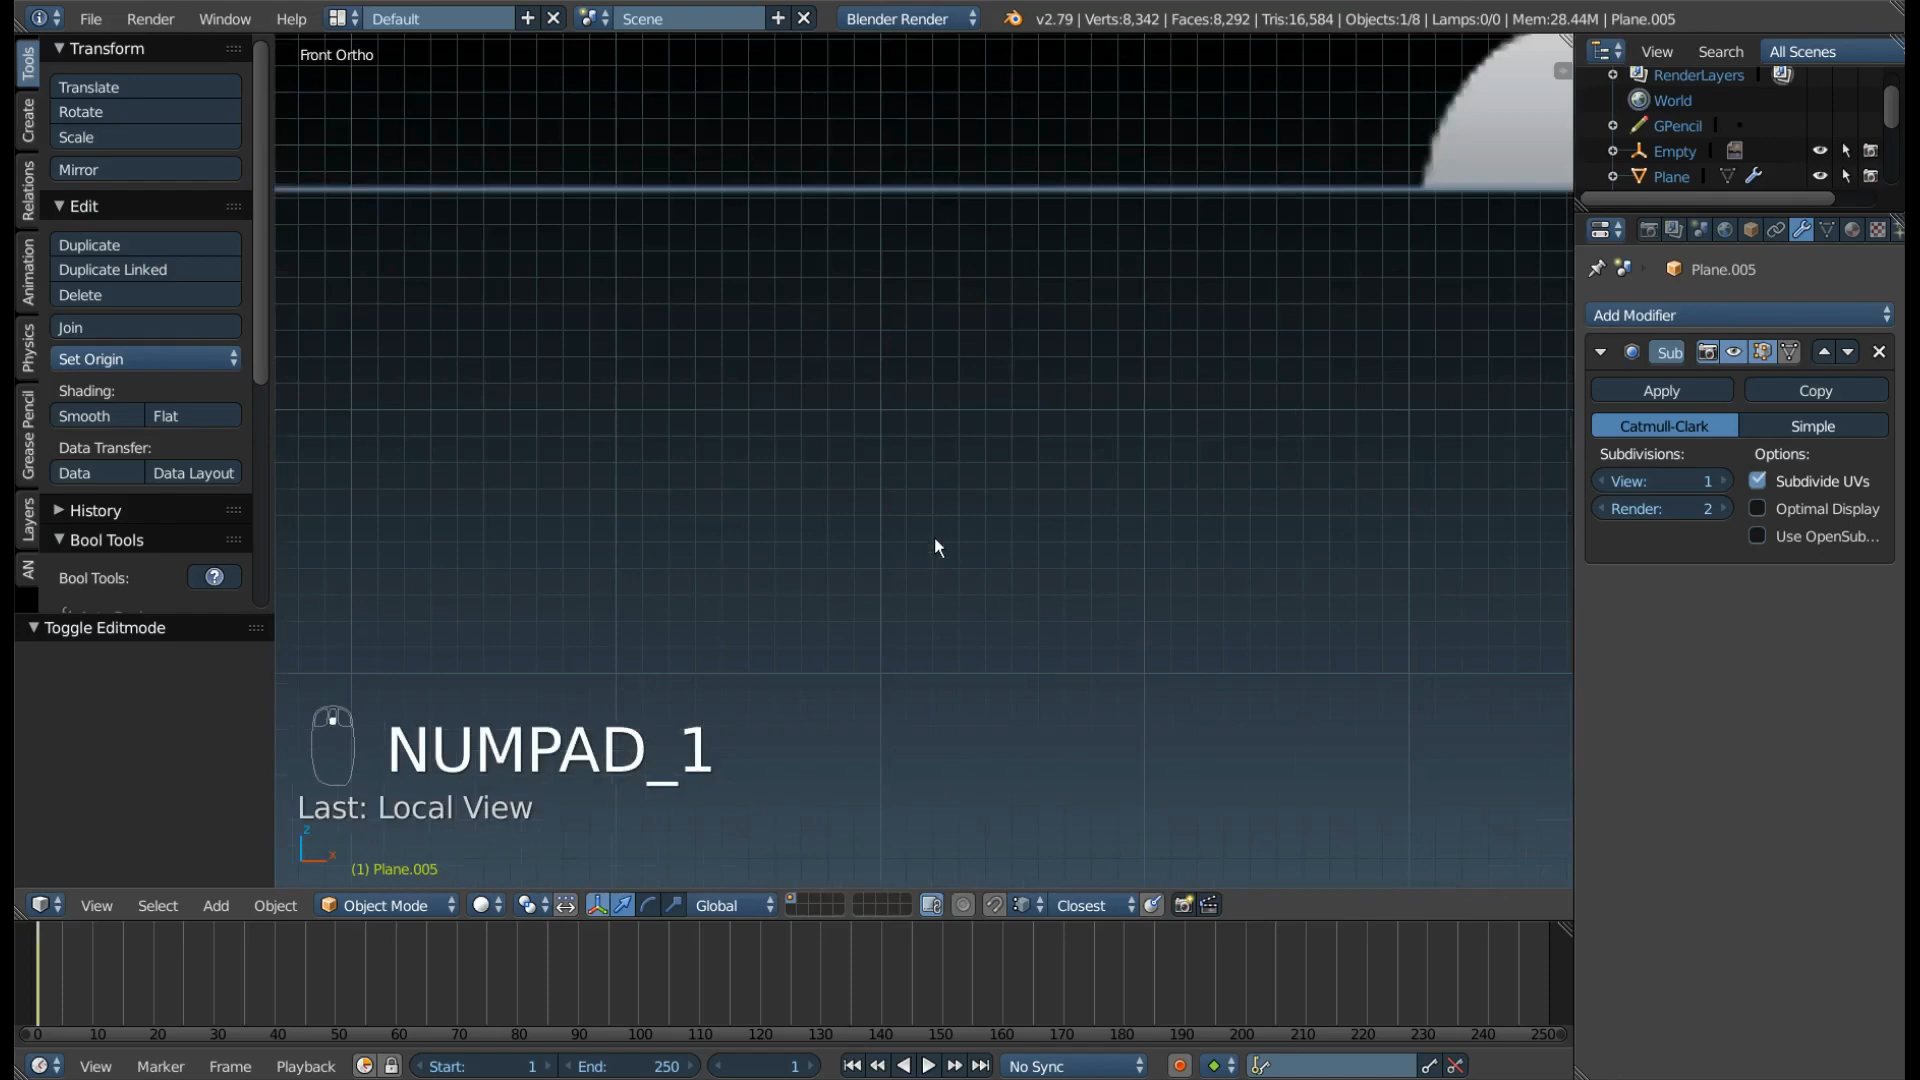 File Render Window Help Default Scene Blender Render v2.79 | Verts:8,342 | Faces:8,292 | Tris:16,584 | Objects:1/8 | Lamps:0/0 | Mem:28.44M | Plane.005
Tools
Create
Relations
Animation
Physics
Grease Pencil
Layers
AN
Transform
Translate
Rotate
Scale
Mirror
Edit
Duplicate
Duplicate Linked
Delete
Join
Set Origin
Shading:
Smooth Flat
Data Transfer:
Data Data Layout
History
Bool Tools
Bool Tools: ?
Toggle Editmode
Front Ortho
NUMPAD_1
Last: Local View
z
x
(1) Plane.005
View Search All Scenes
RenderLayers
World
GPencil
Empty
Plane
Plane.005
Add Modifier
Sub
Apply Copy
Catmull-Clark Simple
Subdivisions: Options:
View: 1 Subdivide UVs
Render: 2 Optimal Display
Use OpenSub...
View Select Add Object Object Mode Global Closest
0 10 20 30 40 50 60 70 80 90 100 110 120 130 140 150 160 170 180 190 200 210 220 230 240 250
View Marker Frame Playback Start: 1 End: 250 1 No Sync